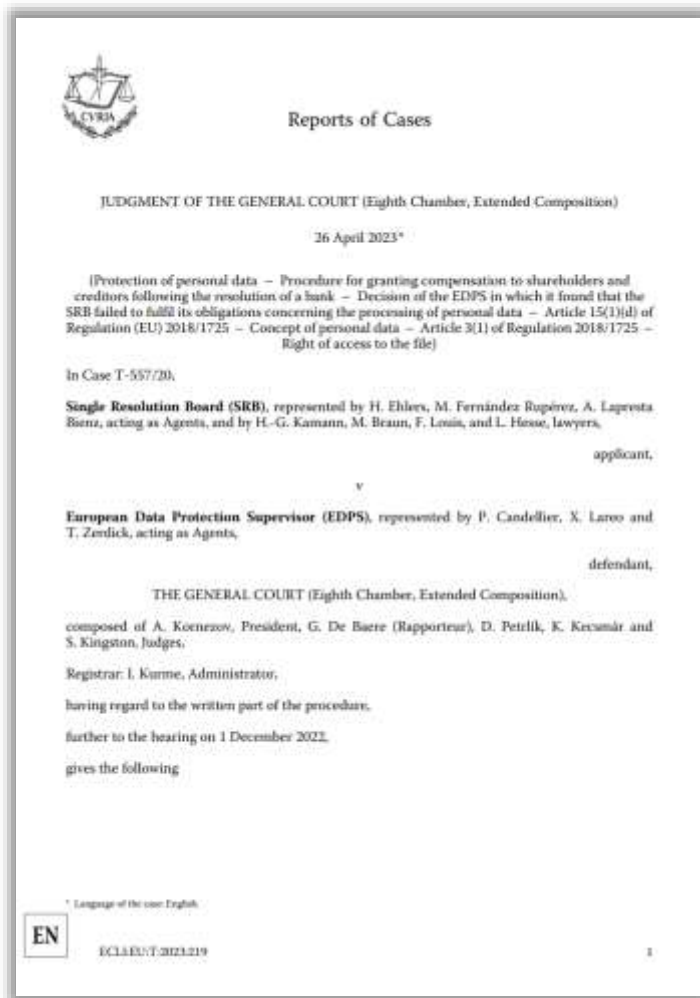 CVRIA
Reports of Cases
JUDGMENT OF THE GENERAL COURT (Eighth Chamber, Extended Composition)
26 April 2023*
(Protection of personal data – Procedure for granting compensation to shareholders and
creditors following the resolution of a bank – Decision of the EDPS in which it found that the
SRB failed to fulfil its obligations concerning the processing of personal data – Article 15(1)(d) of
Regulation (EU) 2018/1725 – Concept of personal data – Article 3(1) of Regulation 2018/1725 –
Right of access to the file)
In Case T-557/20,
Single Resolution Board (SRB), represented by H. Ehlers, M. Fernández Rupérez, A. Lapresta
Bienz, acting as Agents, and by H.-G. Kamann, M. Braun, F. Louis, and L. Hesse, lawyers,
applicant,
v
European Data Protection Supervisor (EDPS), represented by P. Candellier, X. Lareo and
T. Zerdick, acting as Agents,
defendant,
THE GENERAL COURT (Eighth Chamber, Extended Composition),
composed of A. Kornezov, President, G. De Baere (Rapporteur), D. Petrlík, K. Kecsmár and
S. Kingston, Judges,
Registrar: I. Kurme, Administrator,
having regard to the written part of the procedure,
further to the hearing on 1 December 2022,
gives the following
* Language of the case: English.
EN
ECLI:EU:T:2023:219
1